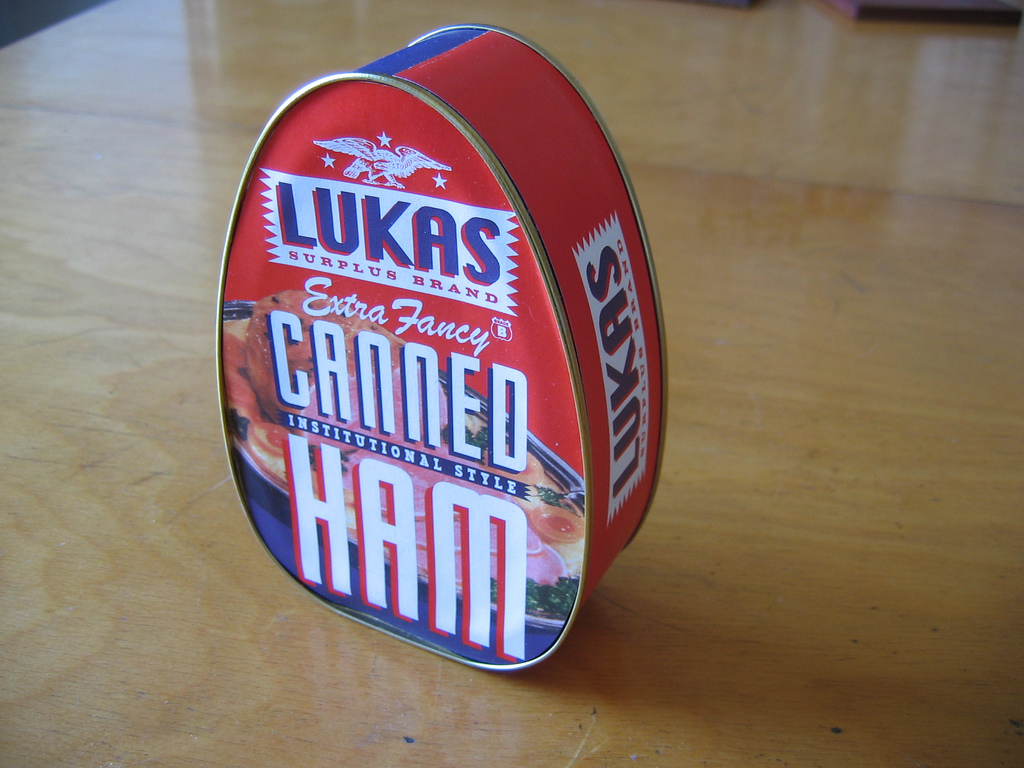 LUKAS
SURPLUS BRAND
Extra Fancy
B
CANNED
INSTITUTIONAL STYLE
HAM
LUKAS